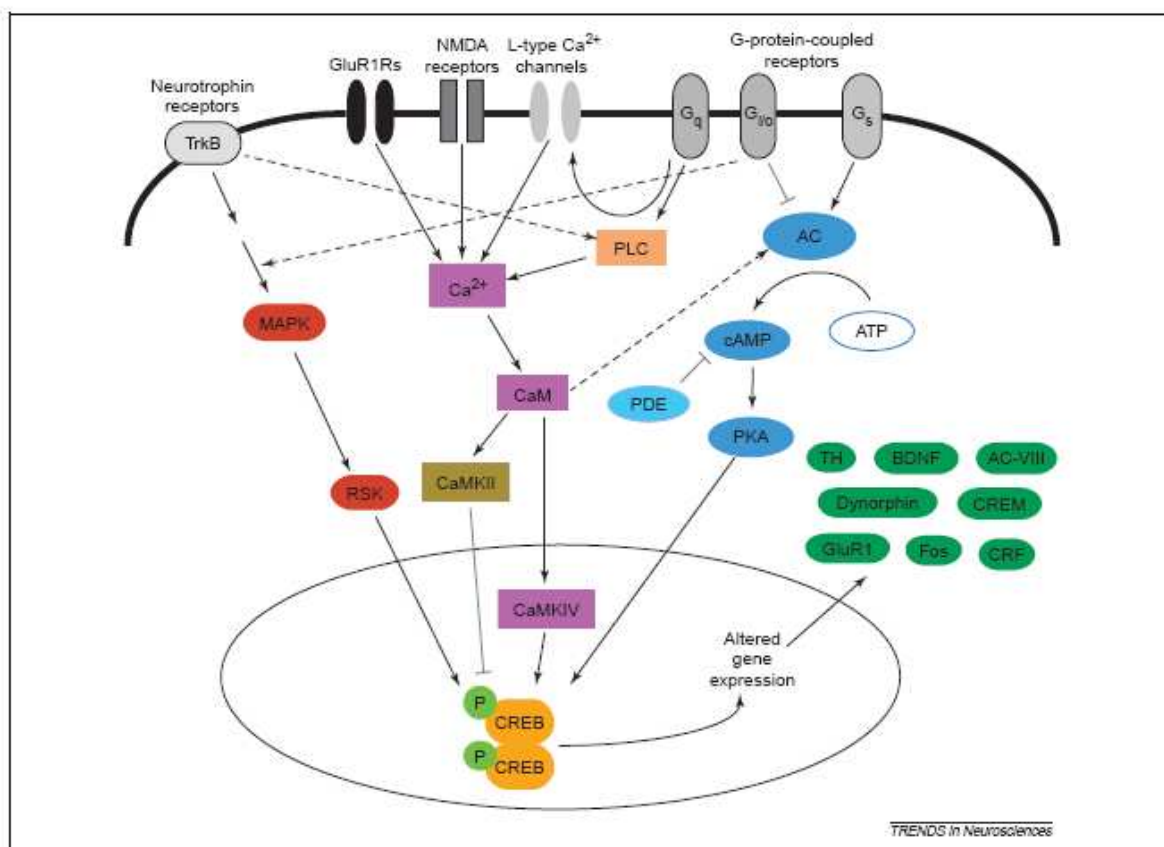 Neurotrophin
receptors
TrkB
GluR1Rs
NMDA
receptors
L-type Ca2+
channels
G-protein-coupled
receptors
Gq
Gi/o
Gs
PLC
AC
Ca2+
MAPK
cAMP
ATP
CaM
PDE
PKA
CaMKII
RSK
TH
BDNF
AC-VIII
Dynorphin
CREM
GluR1
Fos
CRF
CaMKIV
Altered
gene
expression
P
CREB
P
CREB
TRENDS in Neurosciences